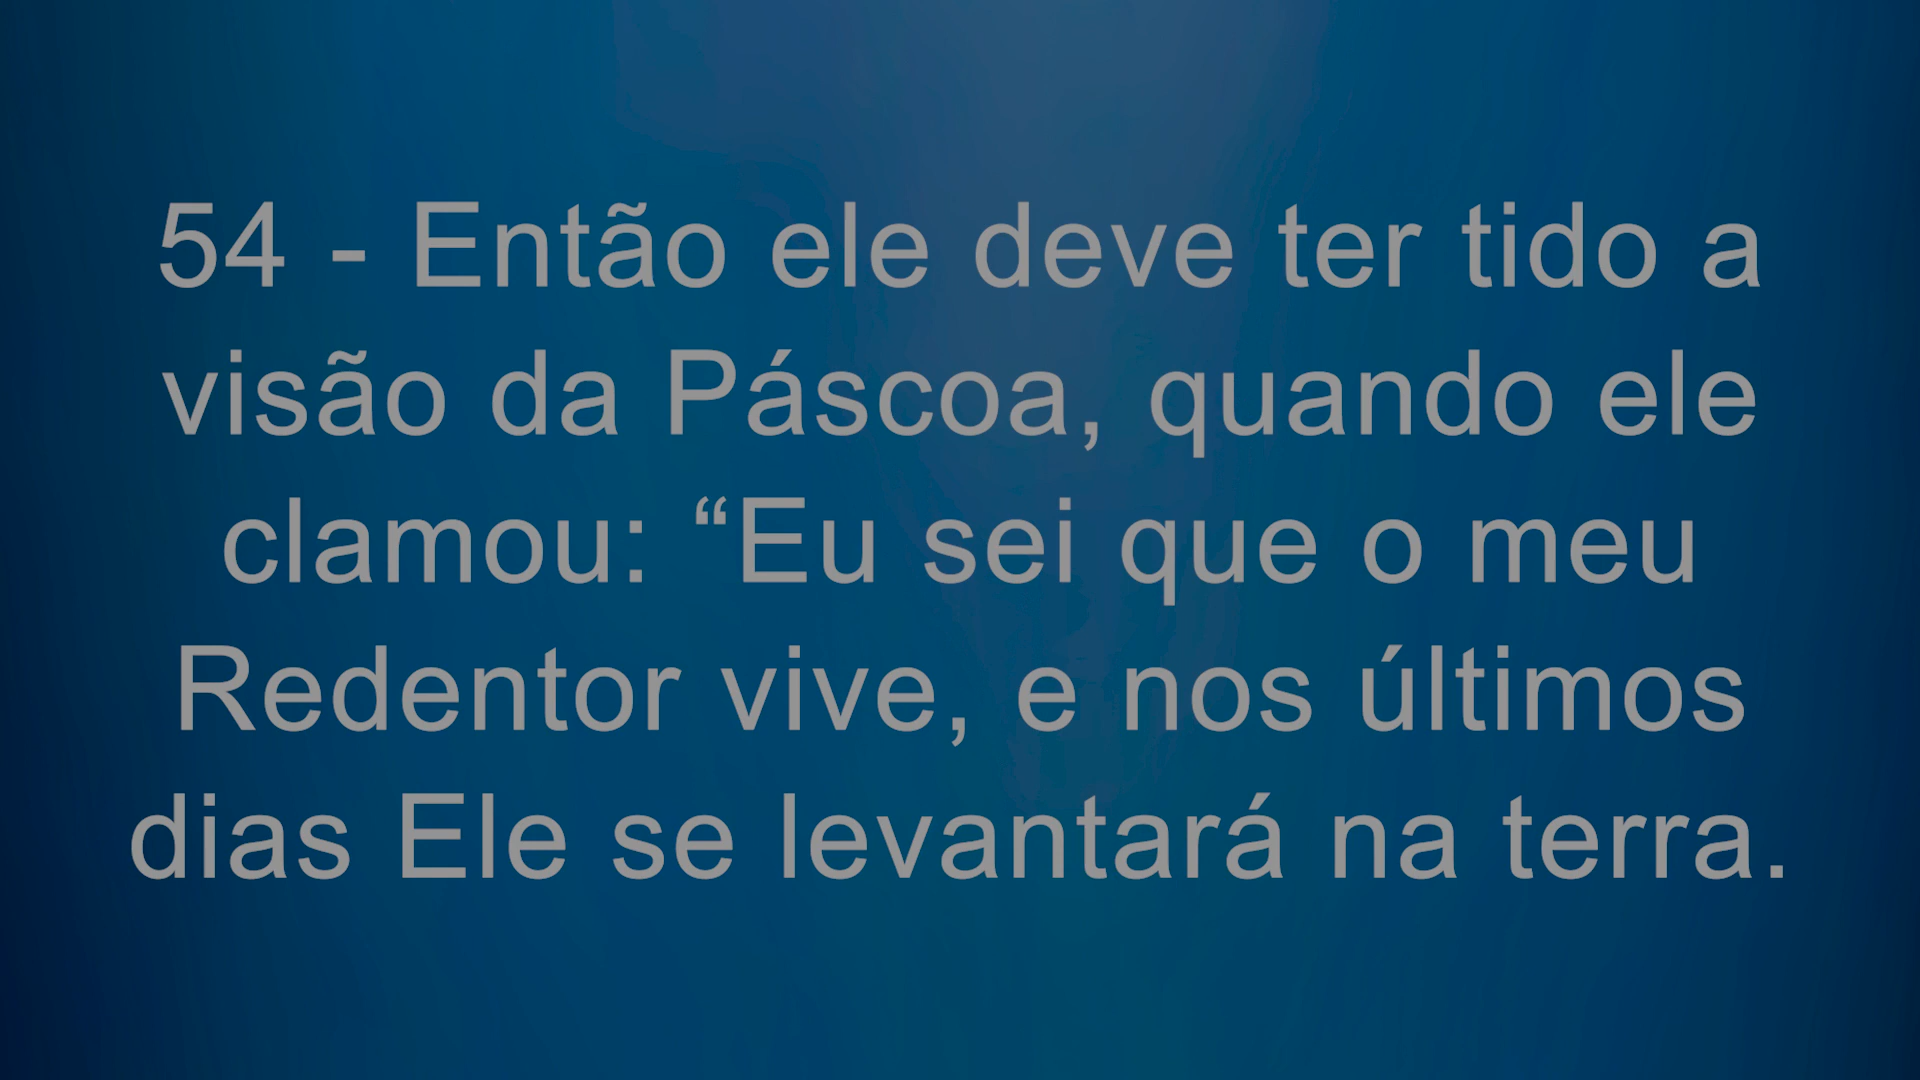 54 - Então ele deve ter tido a
visão da Páscoa, quando ele
clamou: “Eu sei que o meu
Redentor vive, e nos últimos
dias Ele se levantará na terra.